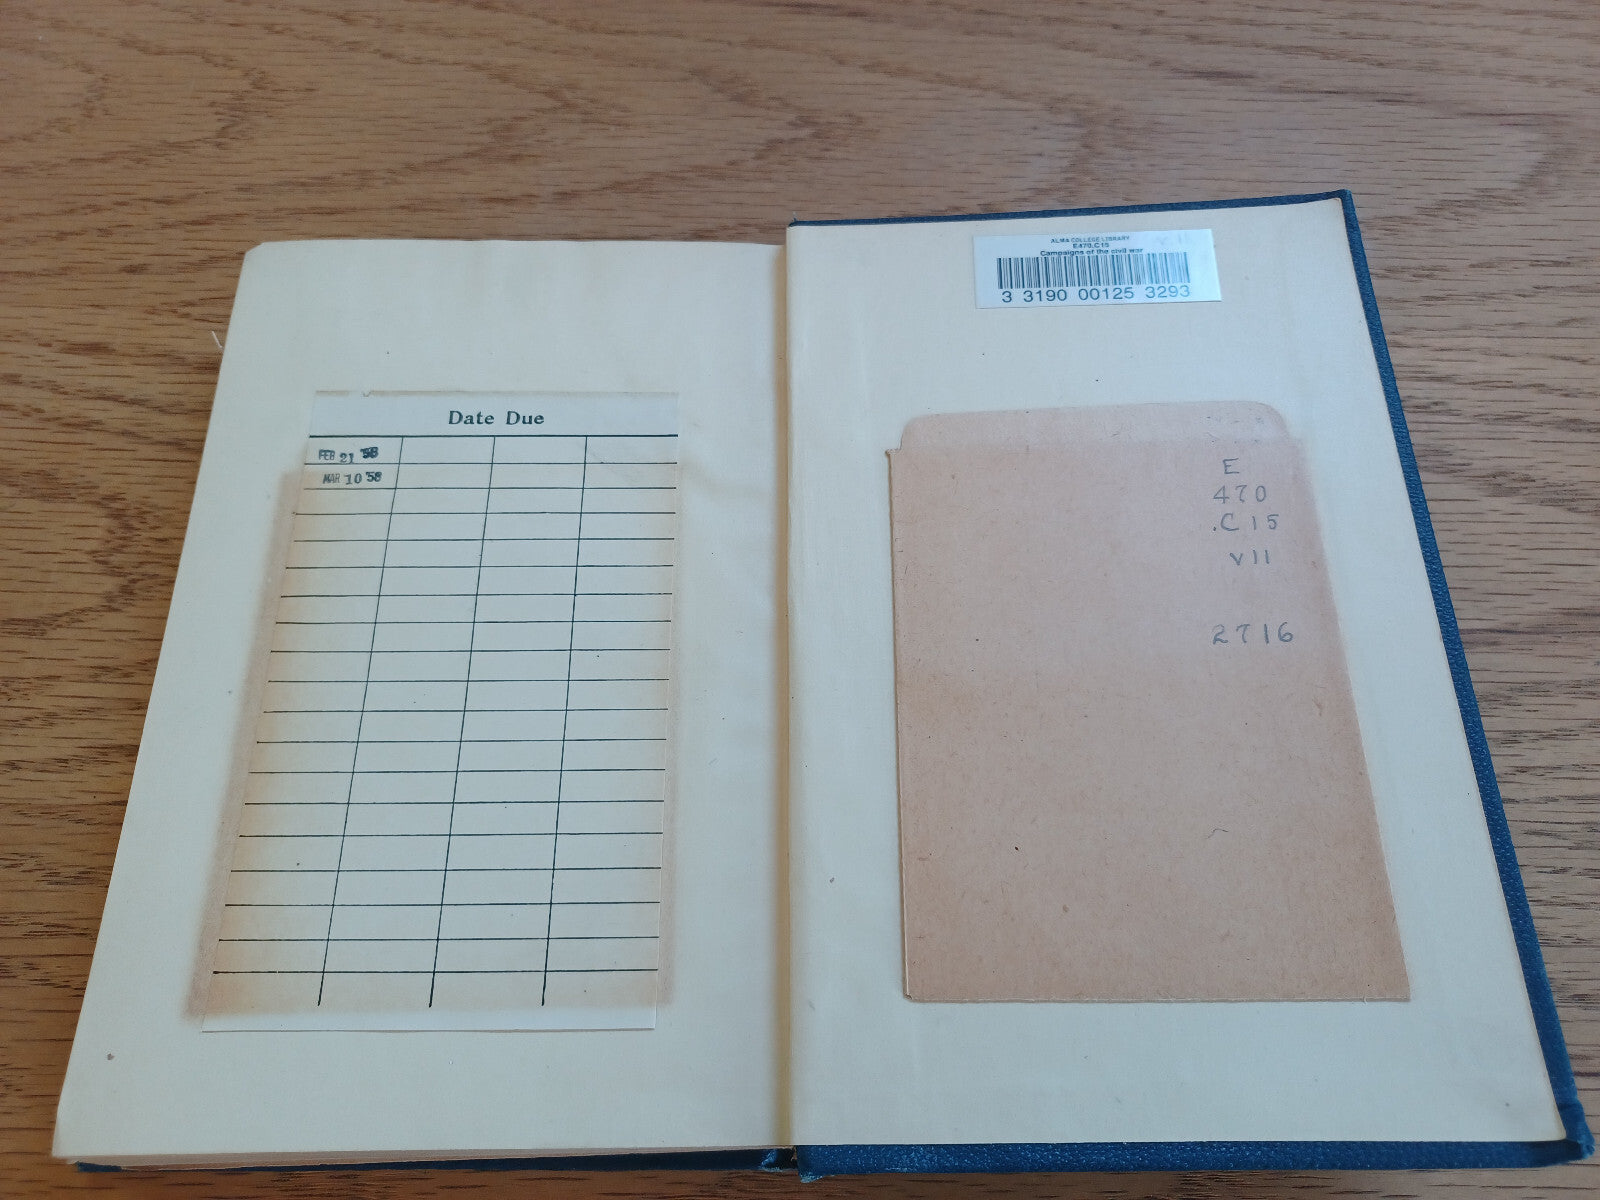 Date Due
FEB 21 '58
MAR 10 '58
ALMA COLLEGE LIBRARY
E470.C15
Campaigns of the civil war
v 11
3 3190 00125 3293
E
470
.C15
v11
2716